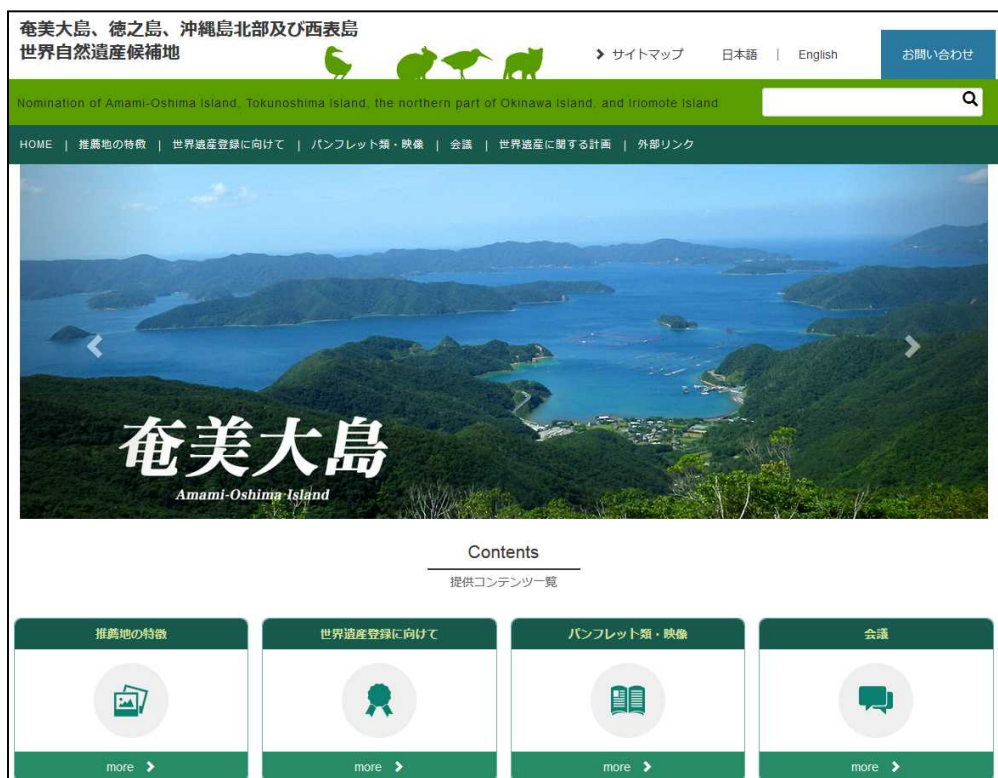 奄美大島、徳之島、沖縄島北部及び西表島
世界自然遺産候補地
サイトマップ 日本語 | English お問い合わせ
Nomination of Amami-Oshima Island, Tokunoshima Island, the northern part of Okinawa Island, and Iriomote Island
HOME | 推薦地の特徴 | 世界遺産登録に向けて | パンフレット類・映像 | 会議 | 世界遺産に関する計画 | 外部リンク
奄美大島
Amami-Oshima Island
Contents
提供コンテンツ一覧
推薦地の特徴 世界遺産登録に向けて パンフレット類・映像 会議
more more more more